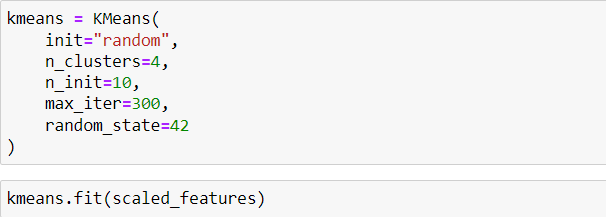 kmeans = KMeans(
    init="random",
    n_clusters=4,
    n_init=10,
    max_iter=300,
    random_state=42
)
kmeans.fit(scaled_features)